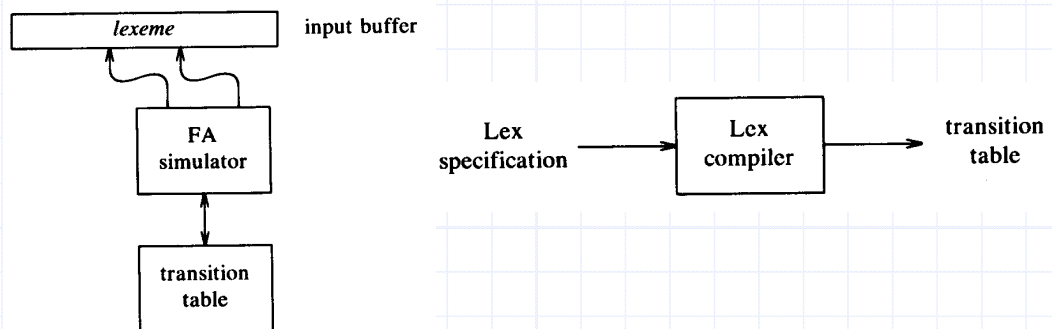 lexeme
input buffer
FA
simulator
transition
table
Lex
specification
Lex
compiler
transition
table